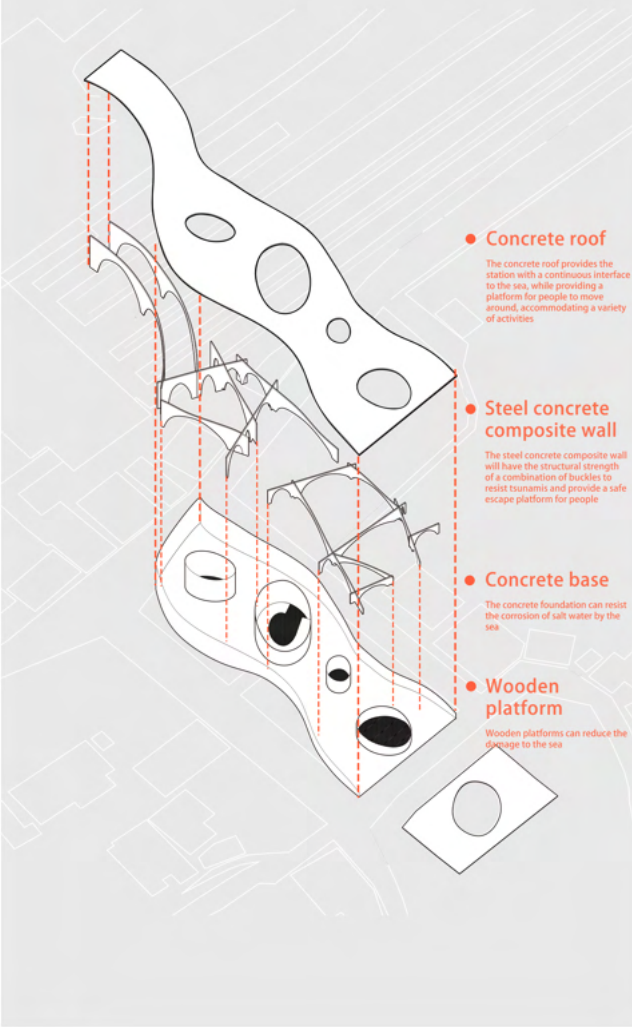 Concrete roof
The concrete roof provides the
station with a continuous interface
to the sea, while providing a
platform for people to move
around, accommodating a variety
of activities
Steel concrete
composite wall
The steel concrete composite wall
will have the structural strength
of a combination of buckles to
resist tsunamis and provide a safe
escape platform for people
Concrete base
The concrete foundation can resist
the corrosion of salt water by the
sea
Wooden
platform
Wooden platforms can reduce the
damage to the sea